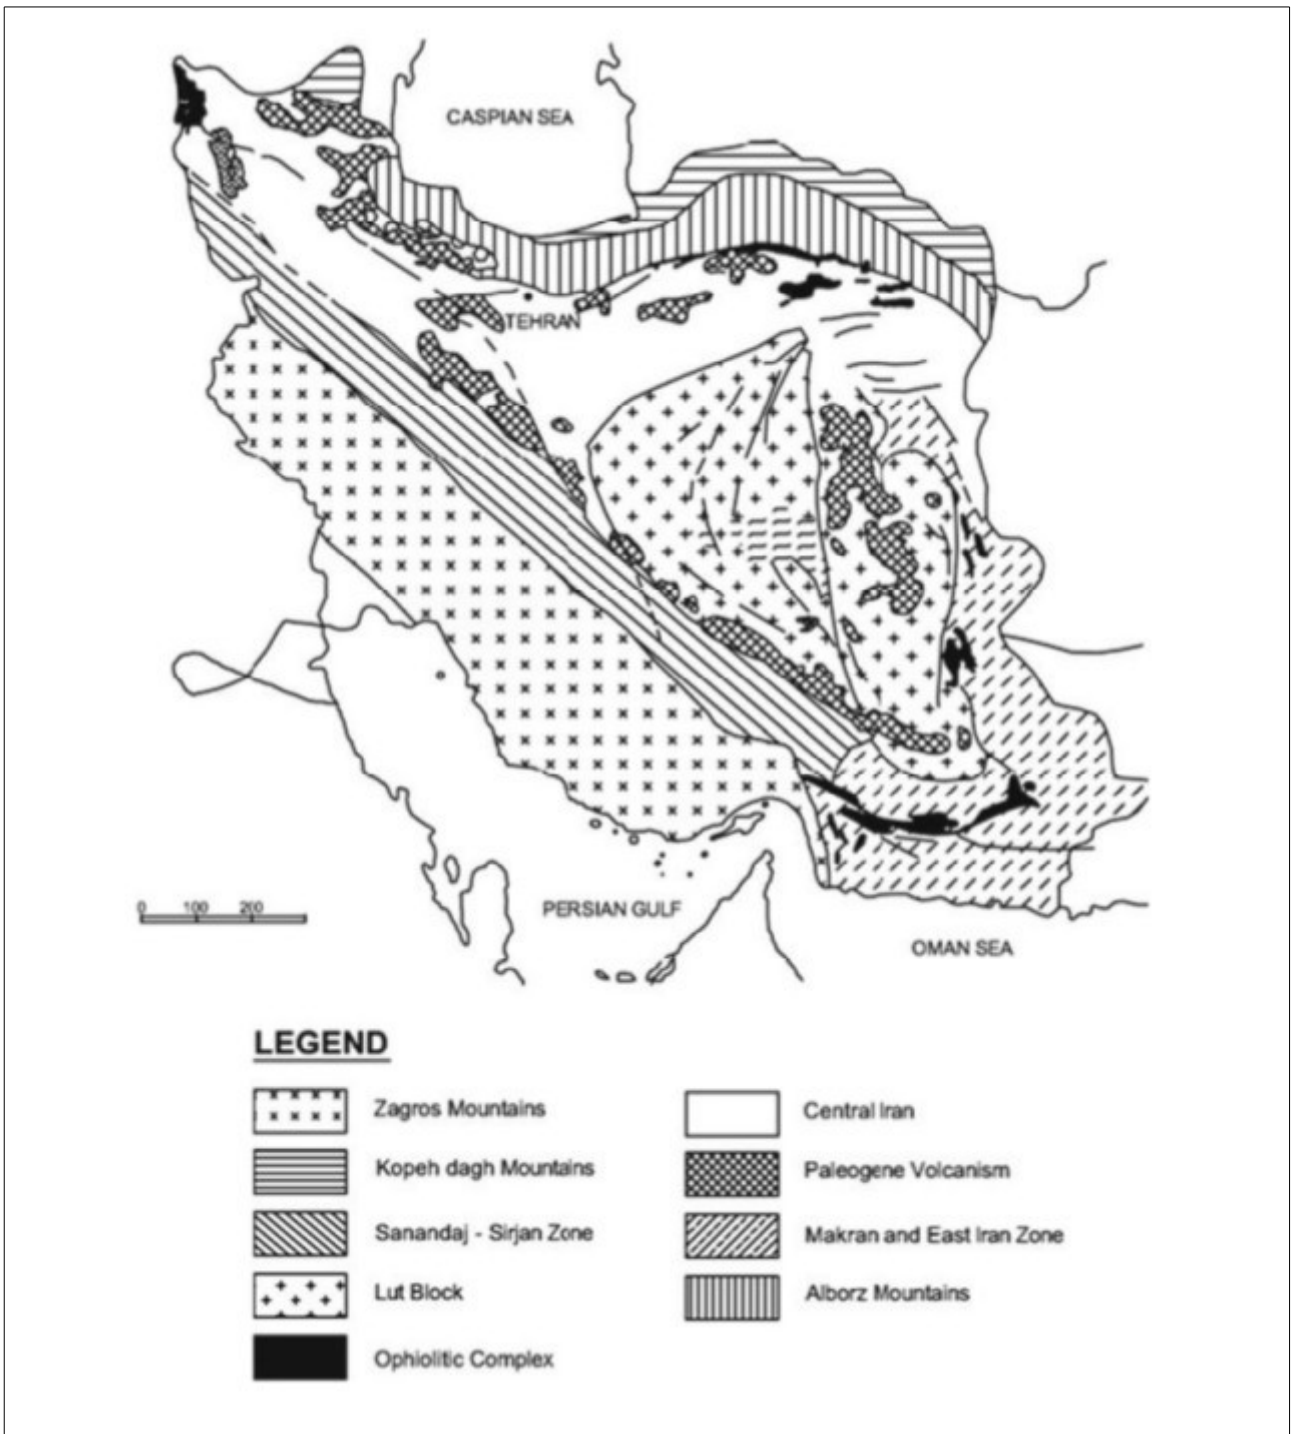 CASPIAN SEA
TEHRAN
0 100 200
PERSIAN GULF
OMAN SEA
LEGEND
Zagros Mountains
Central Iran
Kopeh dagh Mountains
Paleogene Volcanism
Sanandaj - Sirjan Zone
Makran and East Iran Zone
Lut Block
Alborz Mountains
Ophiolitic Complex